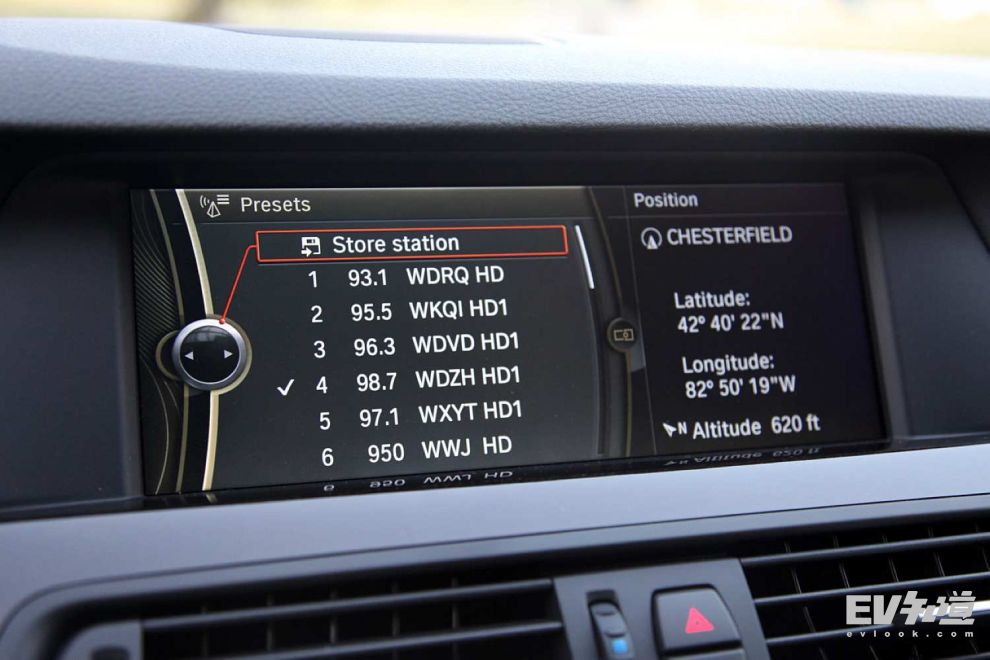 Presets
Store station
1 93.1 WDRQ HD
2 95.5 WKQI HD1
3 96.3 WDVD HD1
✓ 4 98.7 WDZH HD1
5 97.1 WXYT HD1
6 950 WWJ HD
Position
CHESTERFIELD
Latitude:
42° 40' 22"N
Longitude:
82° 50' 19"W
N Altitude 620 ft
EV知道
evlook.com